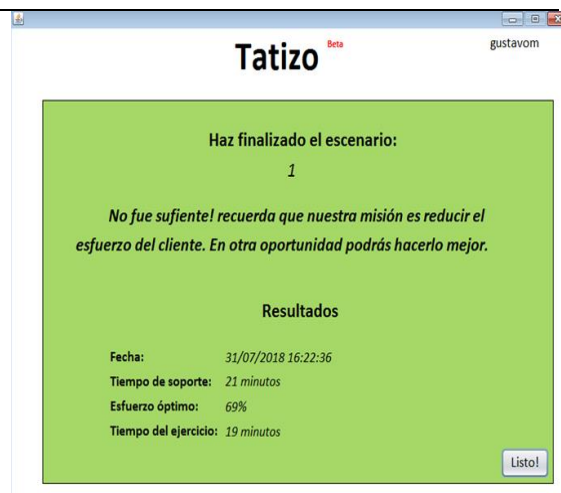 Tatizo Beta
gustavom
Haz finalizado el escenario:
1
No fue sufiente! recuerda que nuestra misión es reducir el
esfuerzo del cliente. En otra oportunidad podrás hacerlo mejor.
Resultados
Fecha: 31/07/2018 16:22:36
Tiempo de soporte: 21 minutos
Esfuerzo óptimo: 69%
Tiempo del ejercicio: 19 minutos
Listo!